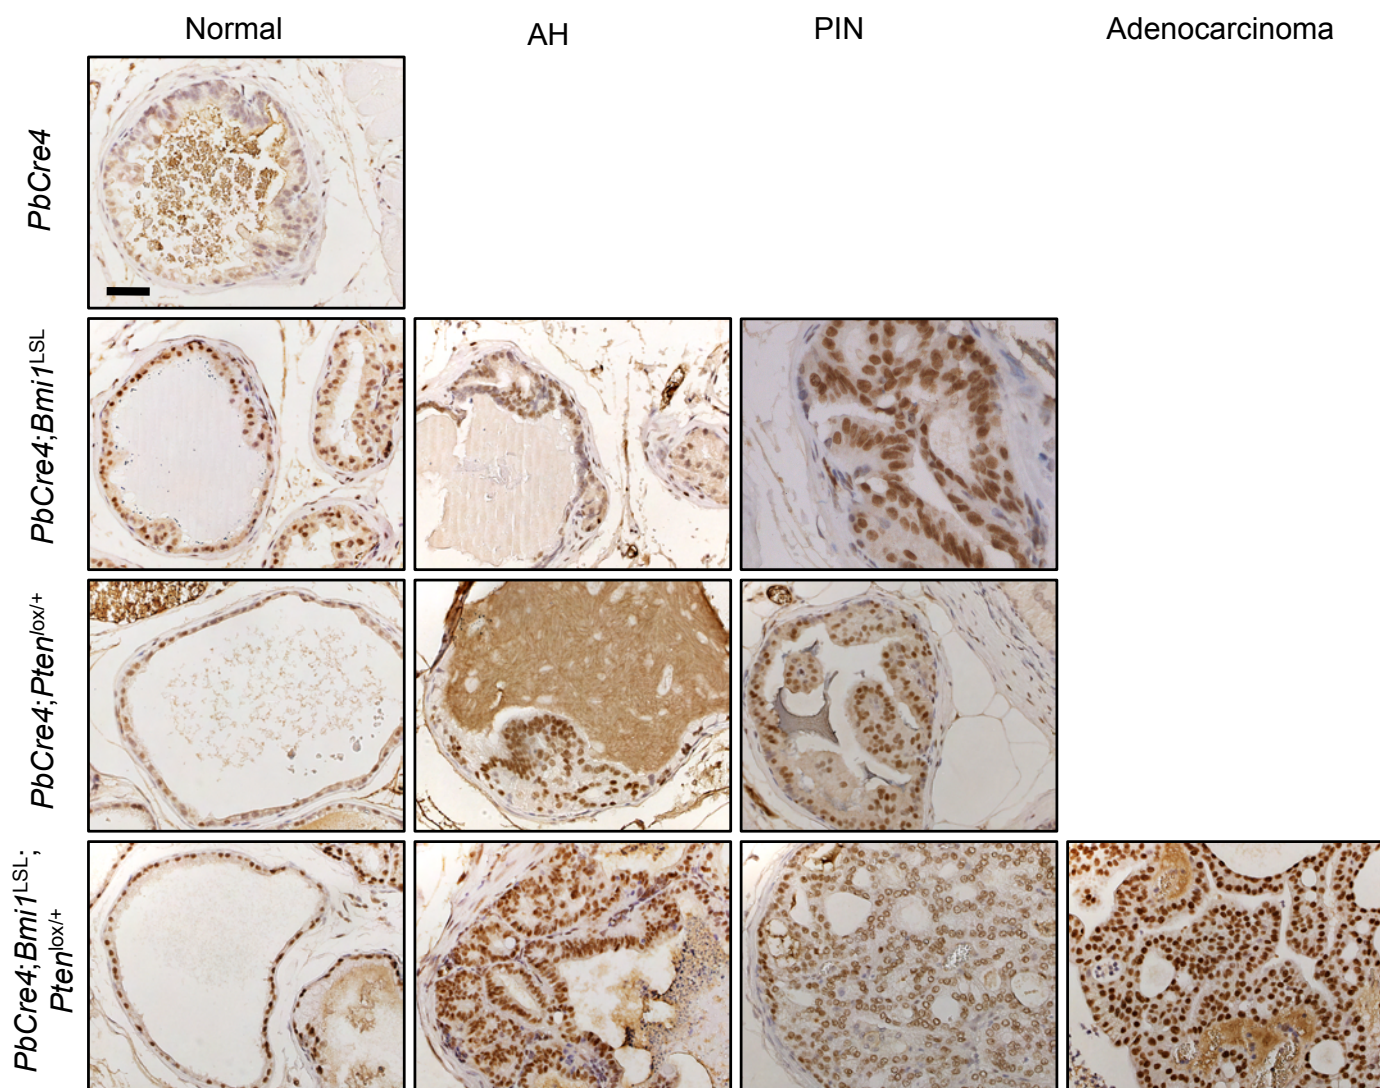 Normal AH PIN Adenocarcinoma
PbCre4
PbCre4;Bmi1LSL
PbCre4;Ptenlox/+
PbCre4;Bmi1LSL;
Ptenlox/+